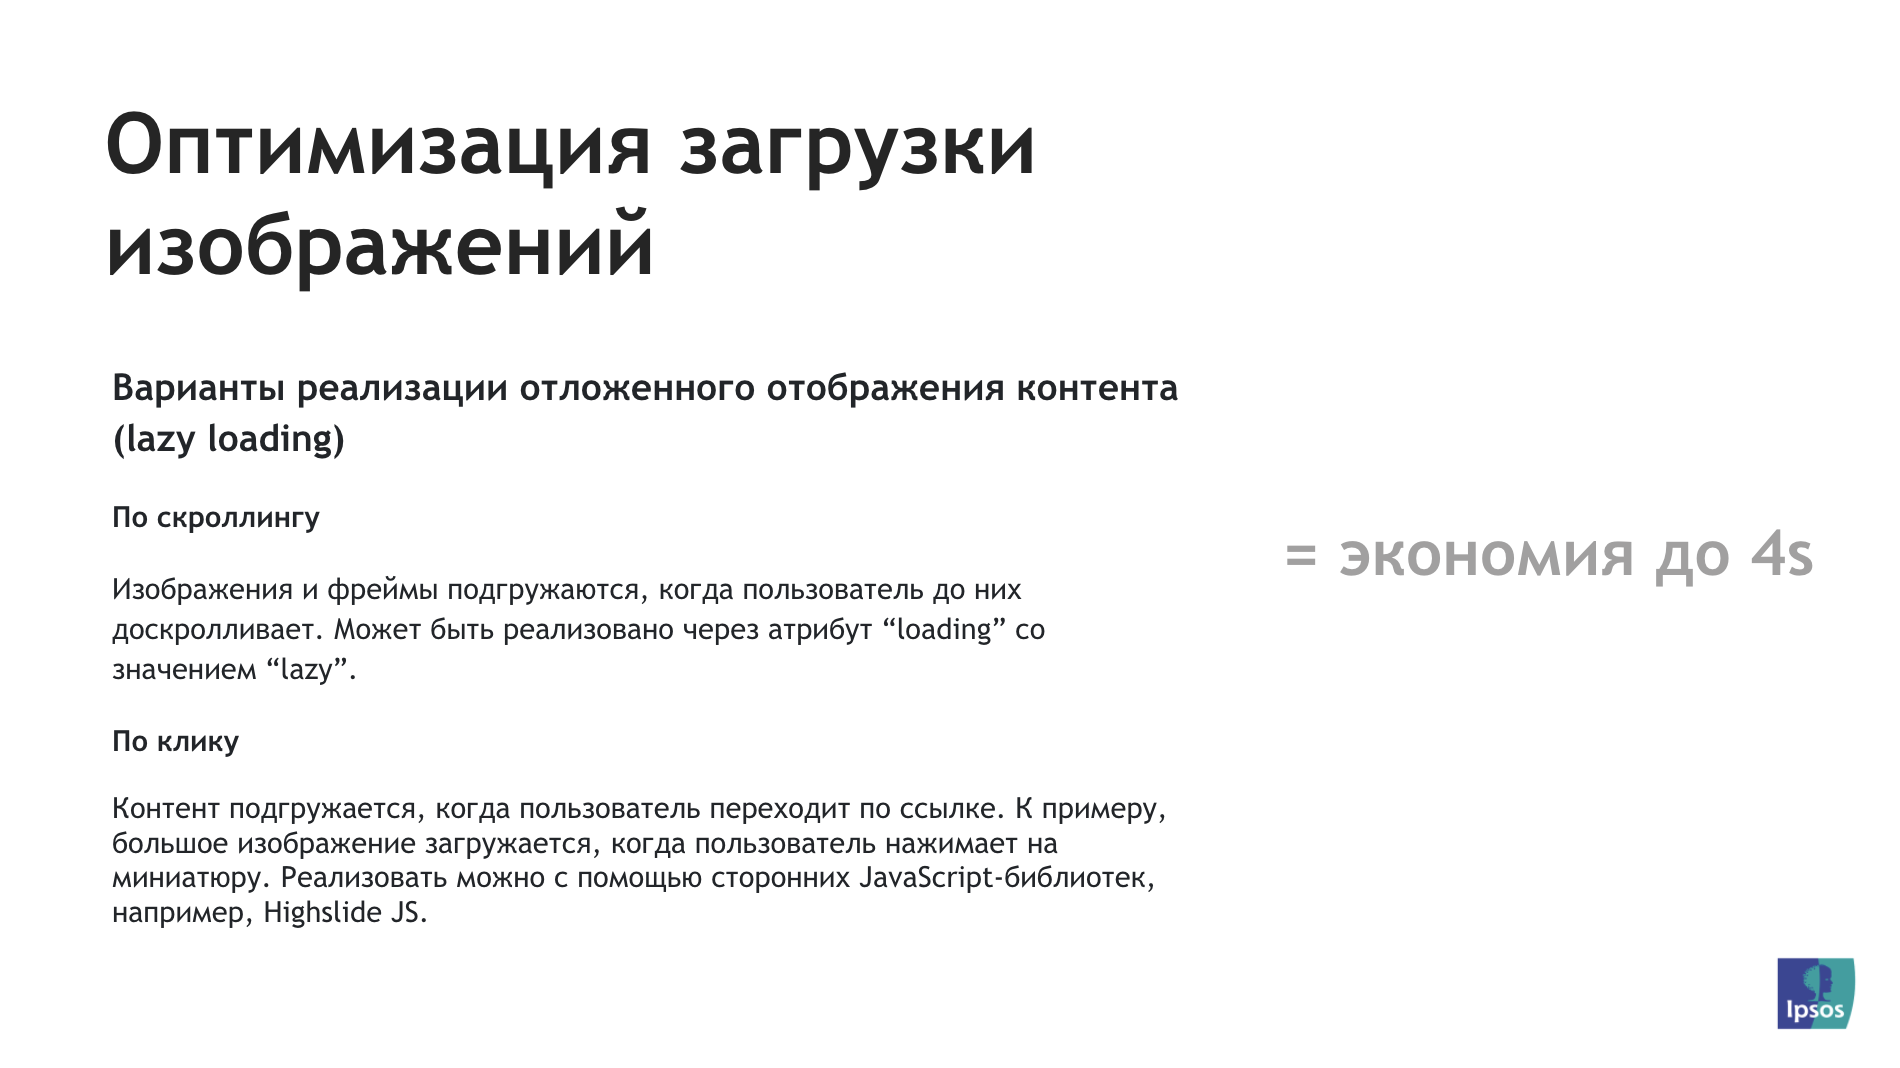 Оптимизация загрузки
изображений
Варианты реализации отложенного отображения контента
(lazy loading)
По скроллингу
Изображения и фреймы подгружаются, когда пользователь до них
доскролливает. Может быть реализовано через атрибут “loading” со
значением “lazy”.
По клику
Контент подгружается, когда пользователь переходит по ссылке. К примеру,
большое изображение загружается, когда пользователь нажимает на
миниатюру. Реализовать можно с помощью сторонних JavaScript-библиотек,
например, Highslide JS.
= экономия до 4s
Ipsos